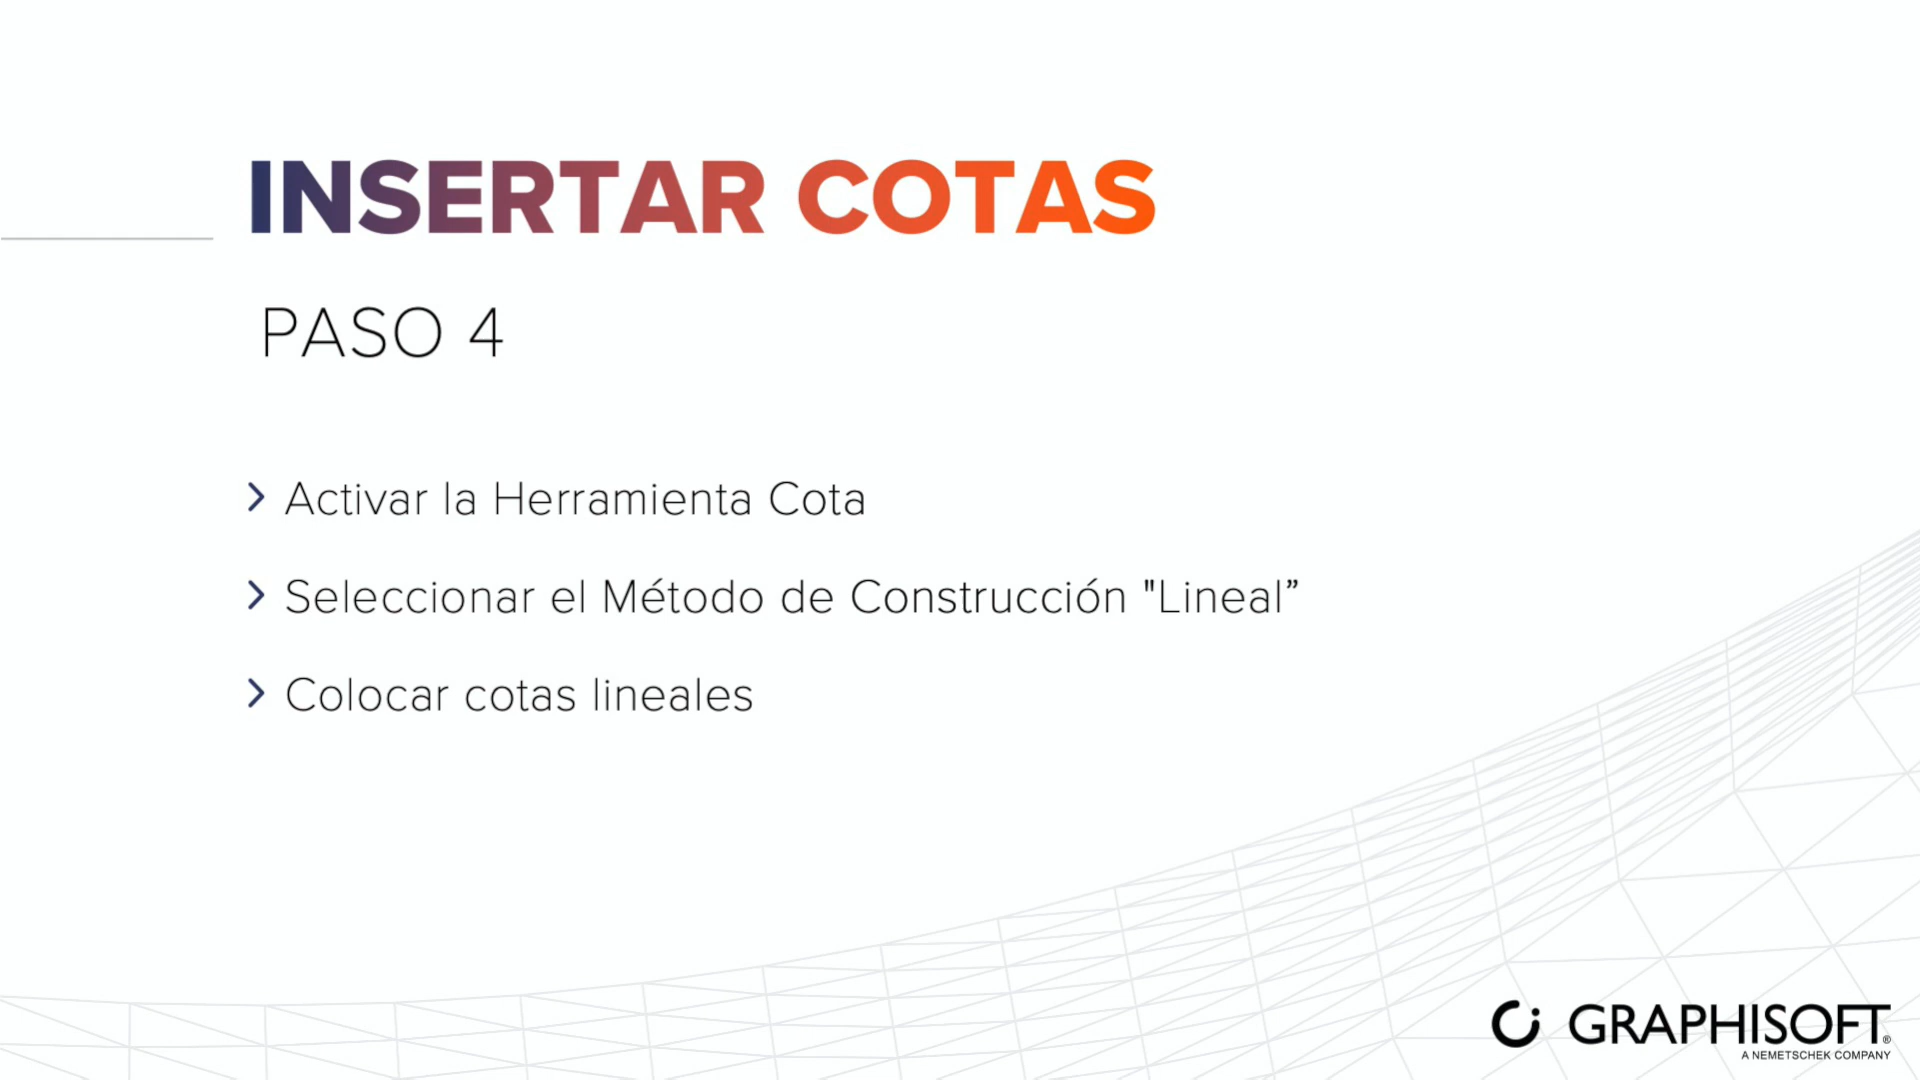 INSERTAR COTAS
PASO 4
Activar la Herramienta Cota
Seleccionar el Método de Construcción "Lineal”
Colocar cotas lineales
GRAPHISOFT®
A NEMETSCHEK COMPANY